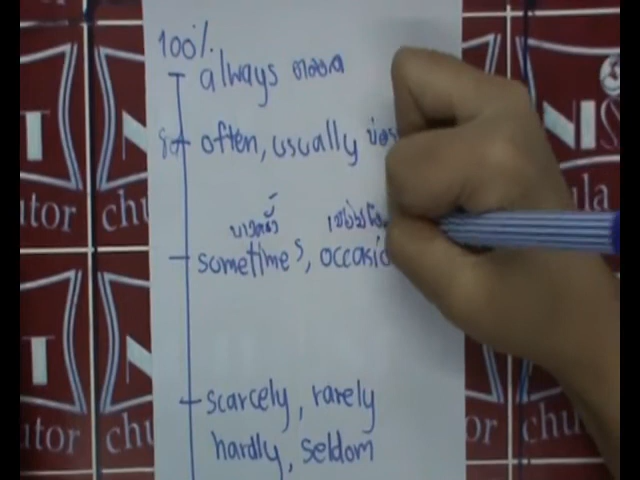 100%
always ตลอด
80 often, usually บ่อย
บางครั้ง
sometimes, occasio
scarcely, rarely
hardly, seldom